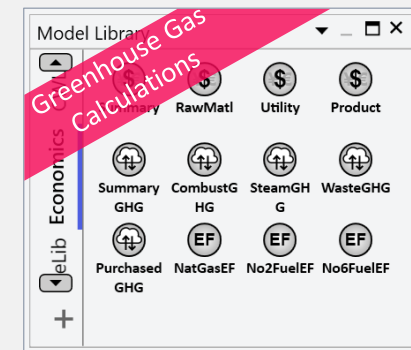 Model Library
Greenhouse Gas
Calculations
$ $ $
RawMatl Utility Product
Economics
Summary
GHG
CombustG
HG
SteamGH
G
WasteGHG
EF EF EF
Purchased
GHG
NatGasEF No2FuelEF No6FuelEF
eLib